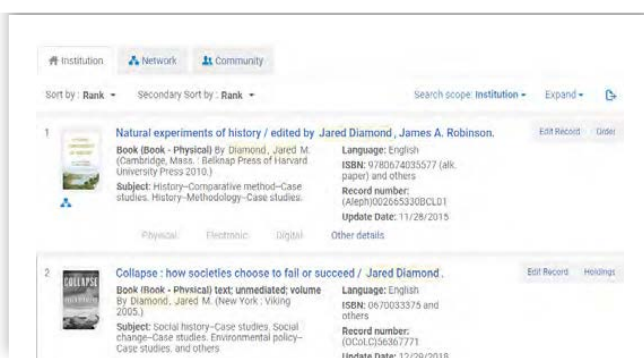 Institution Network Community
Sort by : Rank Secondary Sort by : Rank Search scope: Institution Expand
1 Natural experiments of history / edited by Jared Diamond, James A. Robinson. Edit Record Order
Book (Book - Physical) By Diamond, Jared M. Language: English
(Cambridge, Mass. : Belknap Press of Harvard ISBN: 9780674035577 (alk.
University Press 2010.) paper) and others
Subject: History–Comparative method–Case Record number:
studies. History–Methodology–Case studies. (Aleph)002665330BCL01
Update Date: 11/28/2015
Physical Electronic Digital Other details
2 COLLAPSE Collapse : how societies choose to fail or succeed / Jared Diamond . Edit Record Holdings
Book (Book - Physical) text; unmediated; volume Language: English
By Diamond, Jared M. (New York : Viking ISBN: 0670033375 and
2005.) others
Subject: Social history–Case studies. Social Record number:
change–Case studies. Environmental policy– (OCoLC)56367771
Case studies. and others Update Date: 12/29/2018